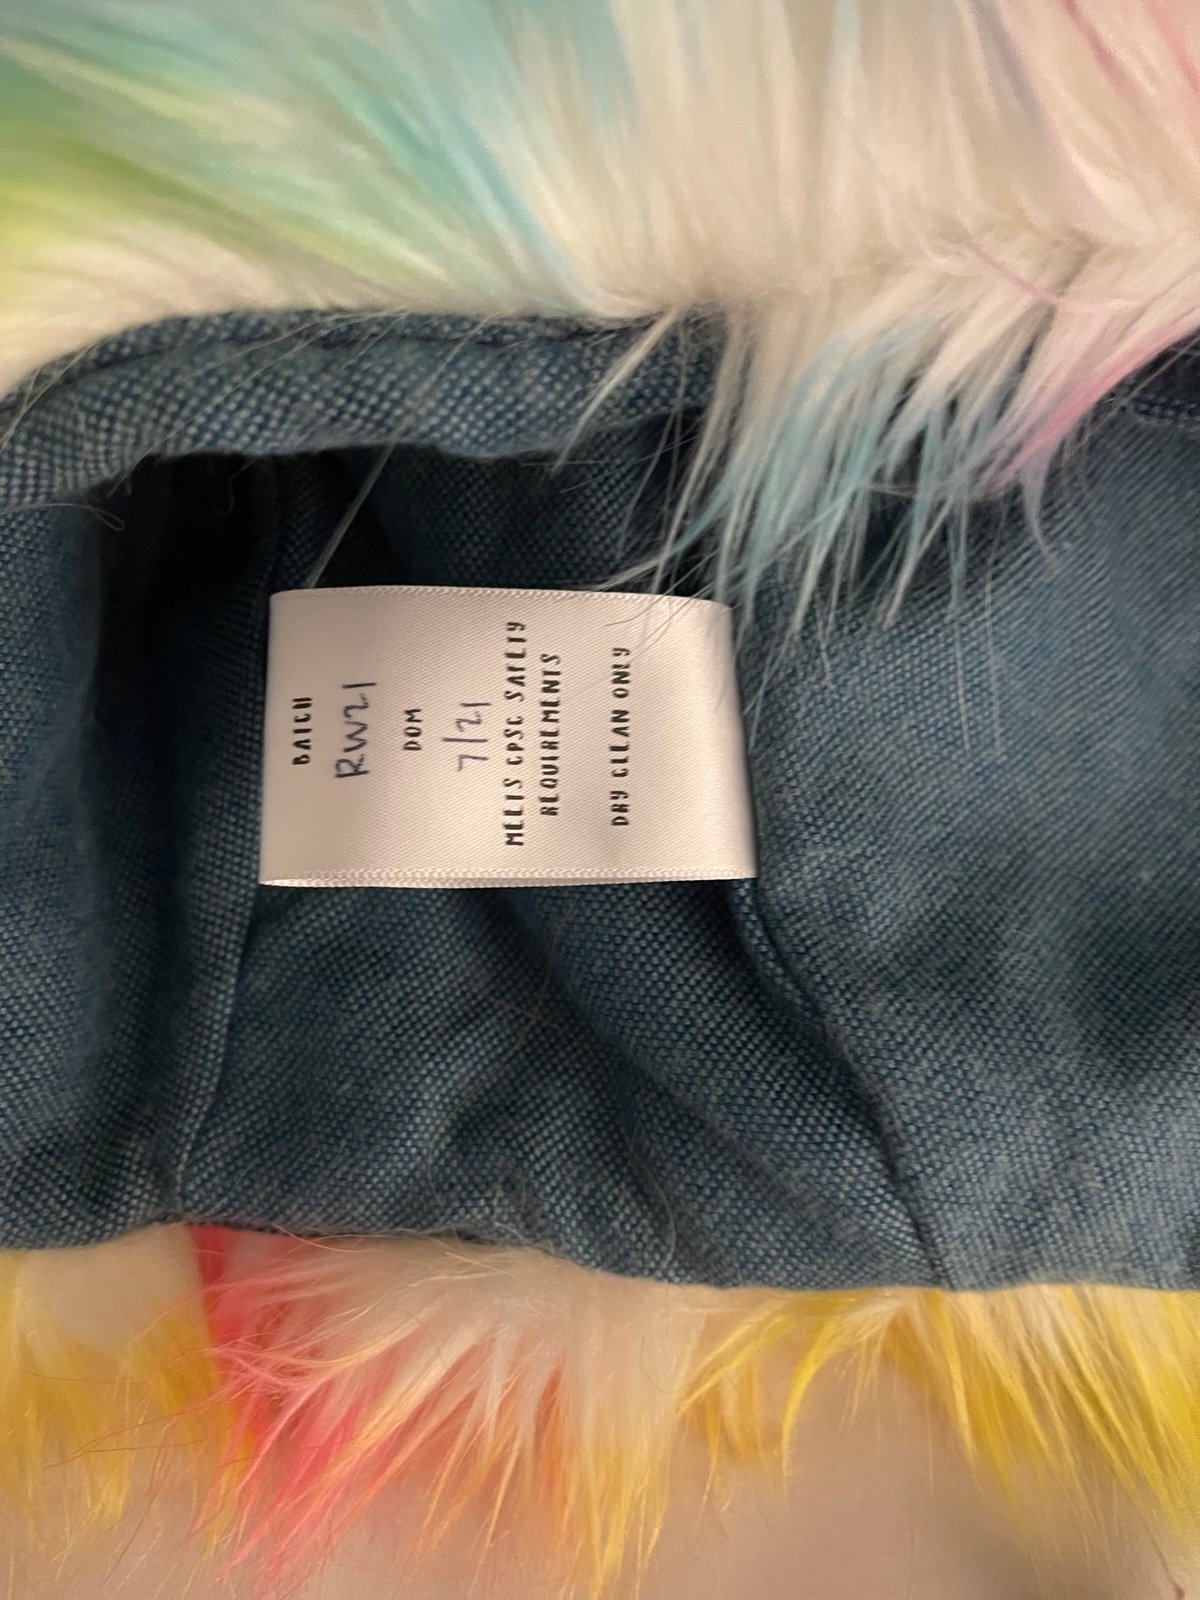 BATCH
RW21
DOM
7/21
MEETS CPSC SAFETY
REQUIREMENTS
DRY CLEAN ONLY